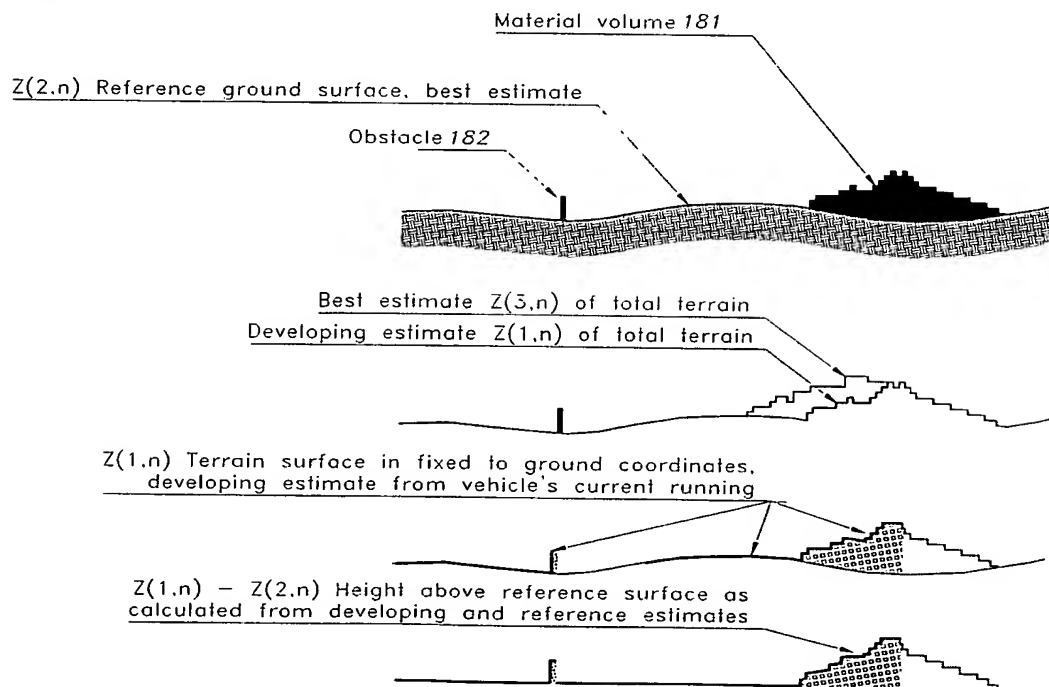 Material volume 181
Z(2,n) Reference ground surface, best estimate
Obstacle 182
Best estimate Z(3,n) of total terrain
Developing estimate Z(1,n) of total terrain
Z(1,n) Terrain surface in fixed to ground coordinates,
developing estimate from vehicle's current running
Z(1,n) – Z(2,n) Height above reference surface as
calculated from developing and reference estimates